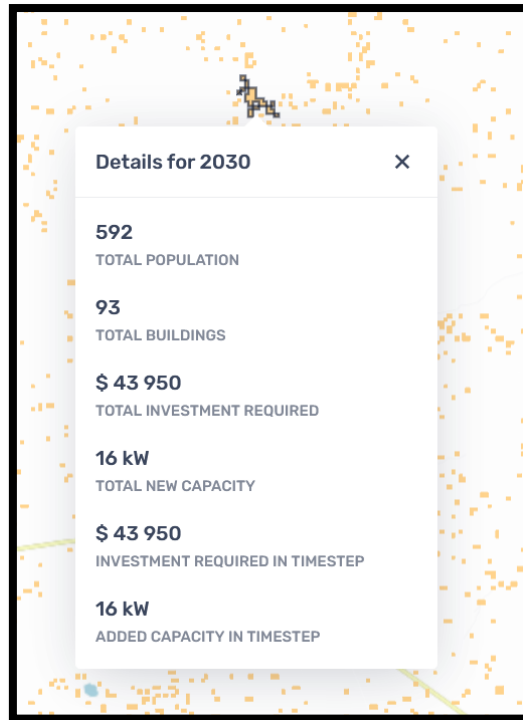 Details for 2030 ×
592
TOTAL POPULATION
93
TOTAL BUILDINGS
$ 43 950
TOTAL INVESTMENT REQUIRED
16 kW
TOTAL NEW CAPACITY
$ 43 950
INVESTMENT REQUIRED IN TIMESTEP
16 kW
ADDED CAPACITY IN TIMESTEP